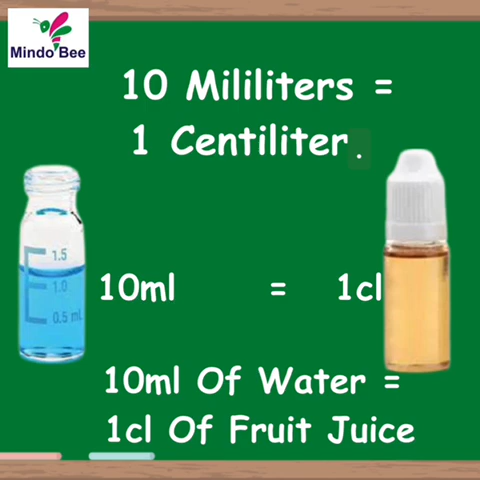 Mindo Bee
10 Mililiters =
1 Centiliter.
1.5
1.0
0.5 mL
10ml = 1cl
10ml Of Water =
1cl Of Fruit Juice